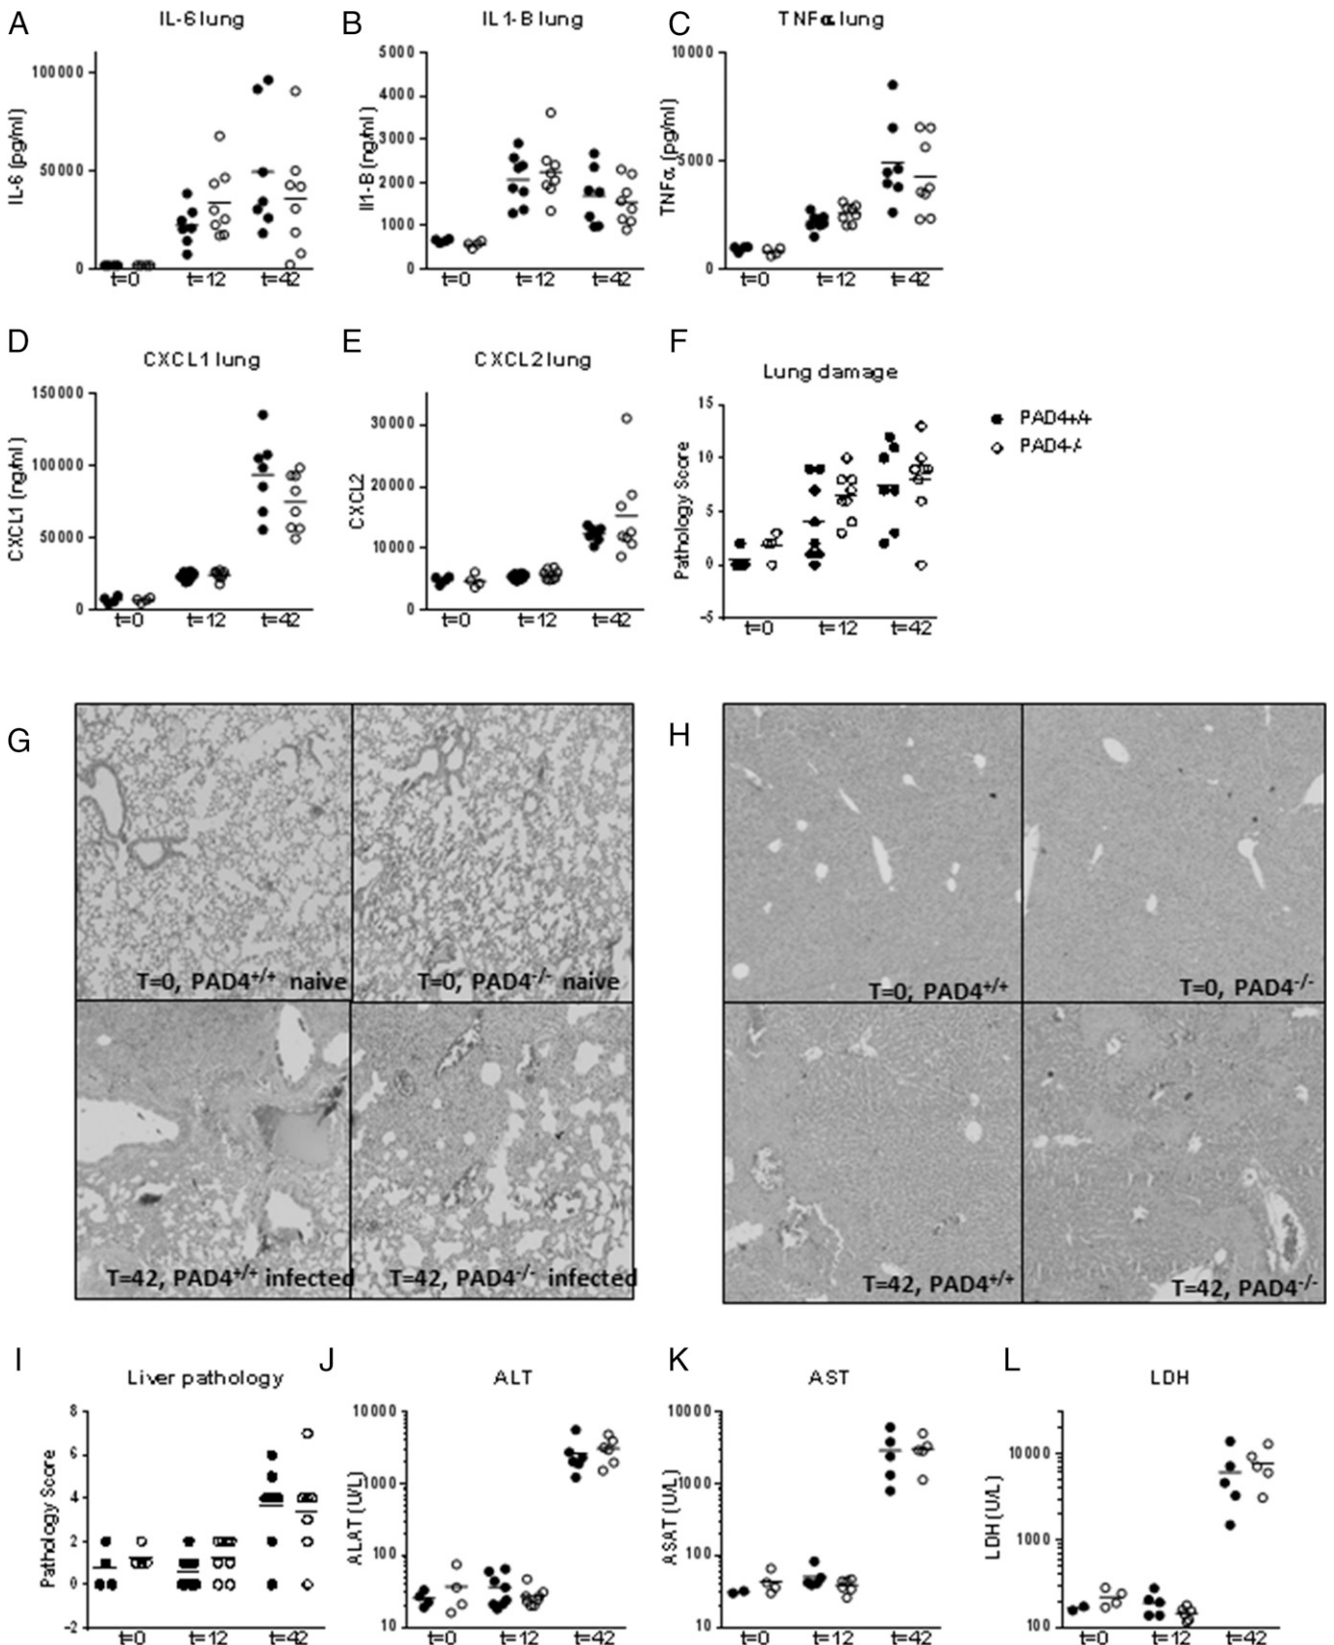 A IL-6 lung
IL-6 (pg/ml)
100000
50000
0
t=0 t=12 t=42
B IL1-B lung
Il1-B (ng/ml)
5000
4000
3000
2000
1000
0
t=0 t=12 t=42
C TNFα lung
TNFα (pg/ml)
10000
5000
0
t=0 t=12 t=42
D CXCL1 lung
CXCL1 (ng/ml)
150000
100000
50000
0
t=0 t=12 t=42
E CXCL2 lung
CXCL2
30000
20000
10000
0
t=0 t=12 t=42
F Lung damage
Pathology Score
15
10
5
0
-5
t=0 t=12 t=42
PAD4+/+
PAD4-/-
G
T=0, PAD4+/+ naive
T=0, PAD4-/- naive
T=42, PAD4+/+ infected
T=42, PAD4-/- infected
H
T=0, PAD4+/+
T=0, PAD4-/-
T=42, PAD4+/+
T=42, PAD4-/-
I Liver pathology
Pathology Score
8
6
4
2
0
-2
t=0 t=12 t=42
J ALT
ALAT (U/L)
10000
1000
100
10
t=0 t=12 t=42
K AST
ASAT (U/L)
10000
1000
100
10
t=0 t=12 t=42
L LDH
LDH (U/L)
10000
1000
100
t=0 t=12 t=42